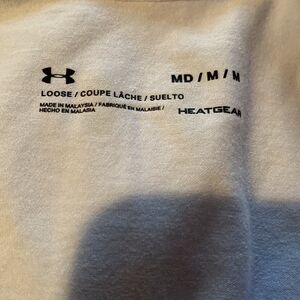 MD / M / M
LOOSE / COUPE LÂCHE / SUELTO
MADE IN MALAYSIA / FABRIQUÉ EN MALAISIE /
HECHO EN MALASIA
HEATGEAR